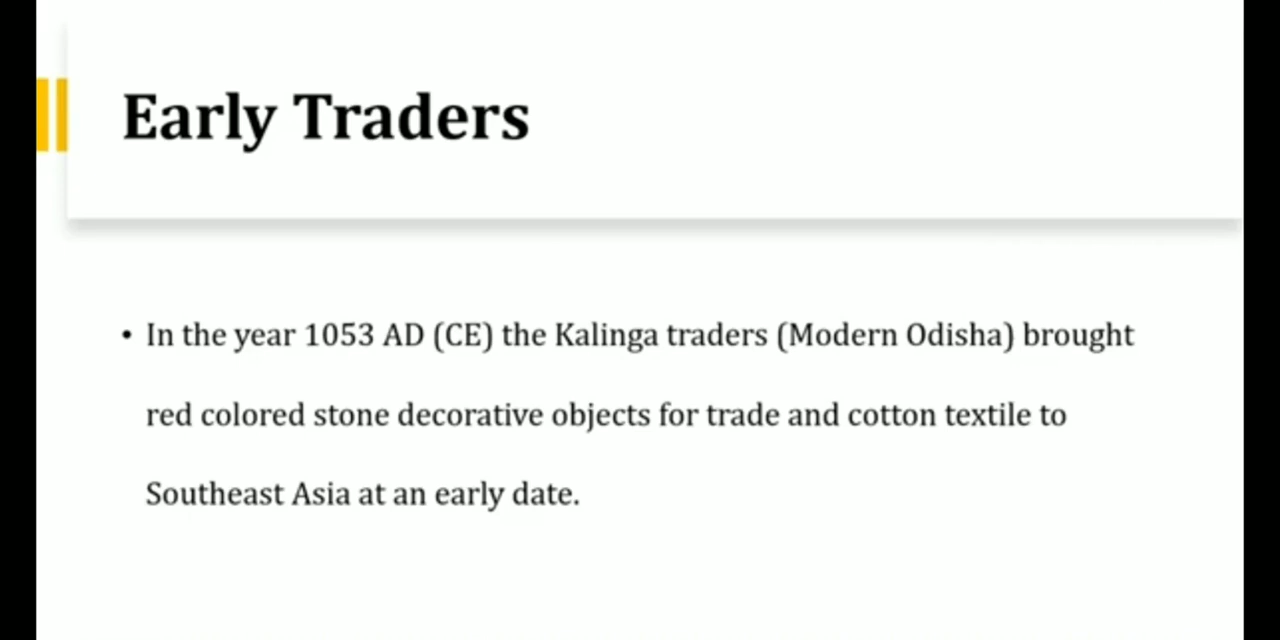 Early Traders
• In the year 1053 AD (CE) the Kalinga traders (Modern Odisha) brought
red colored stone decorative objects for trade and cotton textile to
Southeast Asia at an early date.